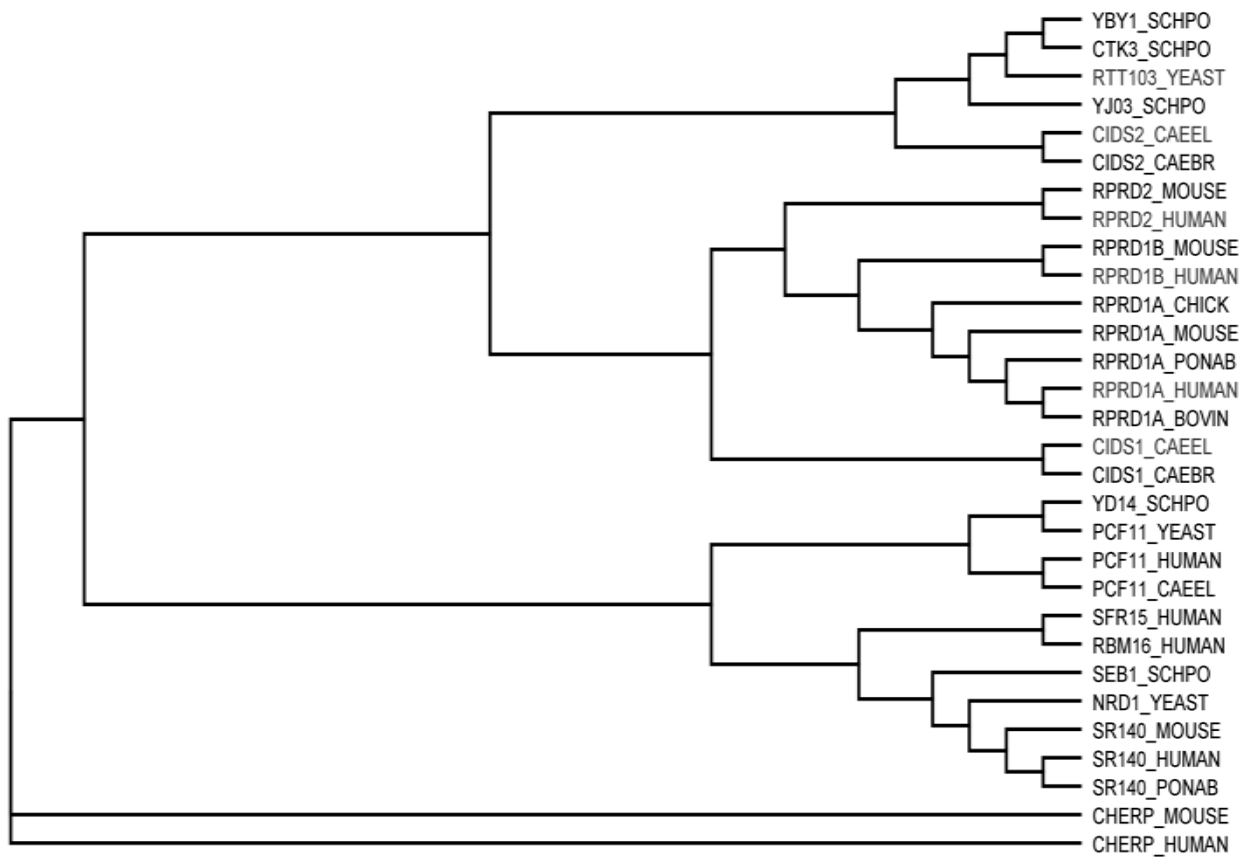 YBY1_SCHPO
CTK3_SCHPO
RTT103_YEAST
YJ03_SCHPO
CIDS2_CAEEL
CIDS2_CAEBR
RPRD2_MOUSE
RPRD2_HUMAN
RPRD1B_MOUSE
RPRD1B_HUMAN
RPRD1A_CHICK
RPRD1A_MOUSE
RPRD1A_PONAB
RPRD1A_HUMAN
RPRD1A_BOVIN
CIDS1_CAEEL
CIDS1_CAEBR
YD14_SCHPO
PCF11_YEAST
PCF11_HUMAN
PCF11_CAEEL
SFR15_HUMAN
RBM16_HUMAN
SEB1_SCHPO
NRD1_YEAST
SR140_MOUSE
SR140_HUMAN
SR140_PONAB
CHERP_MOUSE
CHERP_HUMAN